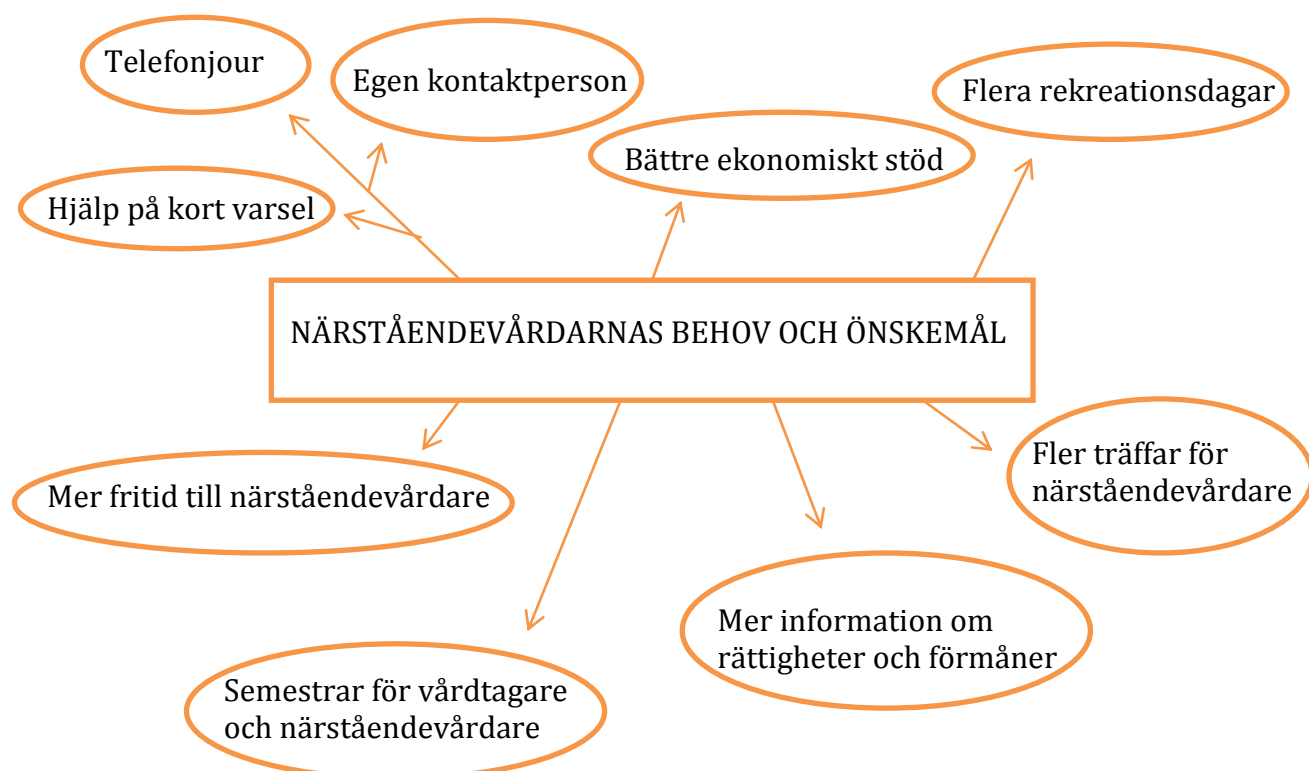 Telefonjour
Egen kontaktperson
Flera rekreationsdagar
Bättre ekonomiskt stöd
Hjälp på kort varsel
NÄRSTÅENDEVÅRDARNAS BEHOV OCH ÖNSKEMÅL
Fler träffar för
närståendevårdare
Mer fritid till närståendevårdare
Mer information om
rättigheter och förmåner
Semestrar för vårdtagare
och närståendevårdare